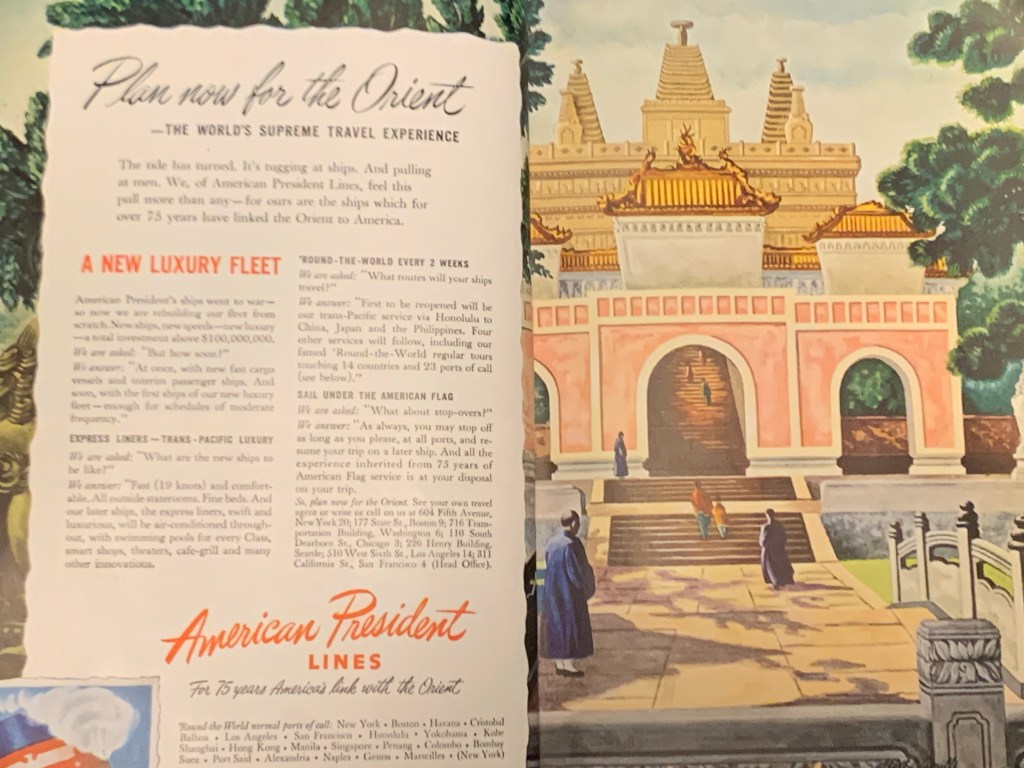 Plan now for the Orient
—THE WORLD'S SUPREME TRAVEL EXPERIENCE
The tide has turned. It's tugging at ships. And pulling
at men. We, of American President Lines, feel this
pull more than any—for ours are the ships which for
over 75 years have linked the Orient to America.
A NEW LUXURY FLEET
American President's ships went to war—
so now we are rebuilding our fleet from
scratch. New ships, new speeds—new luxury
—a total investment above $100,000,000.
We are asked: "But how soon?"
We answer: "At once, with new fast cargo
vessels and interim passenger ships. And
soon, with the first ships of our new luxury
fleet—enough for schedules of moderate
frequency."
EXPRESS LINERS—TRANS-PACIFIC LUXURY
We are asked: "What are the new ships to
be like?"
We answer: "Fast (19 knots) and comfort-
able. All outside staterooms. Fine beds. And
our later ships, the express liners, swift and
luxurious, will be air-conditioned through-
out, with swimming pools for every Class,
smart shops, theaters, cafe-grill and many
other innovations.
'ROUND-THE-WORLD EVERY 2 WEEKS
We are asked: "What routes will your ships
travel?"
We answer: "First to be reopened will be
our trans-Pacific service via Honolulu to
China, Japan and the Philippines. Four
other services will follow, including our
famed 'Round-the-World regular tours
touching 14 countries and 23 ports of call
(see below)."
SAIL UNDER THE AMERICAN FLAG
We are asked: "What about stop-overs?"
We answer: "As always, you may stop off
as long as you please, at all ports, and re-
sume your trip on a later ship. And all the
experience inherited from 75 years of
American Flag service is at your disposal
on your trip.
So, plan now for the Orient. See your own travel
agent or write or call on us at 604 Fifth Avenue,
New York 20; 177 State St., Boston 9; 716 Trans-
portation Building, Washington 6; 110 South
Dearborn St., Chicago 3; 226 Henry Building,
Seattle; 510 West Sixth St., Los Angeles 14; 311
California St., San Francisco 4 (Head Office).
American President
LINES
For 75 years America's link with the Orient
'Round the World normal ports of call: New York • Boston • Havana • Cristobal
Balboa • Los Angeles • San Francisco • Honolulu • Yokohama • Kobe
Shanghai • Hong Kong • Manila • Singapore • Penang • Colombo • Bombay
Suez • Port Said • Alexandria • Naples • Genoa • Marseilles • (New York)